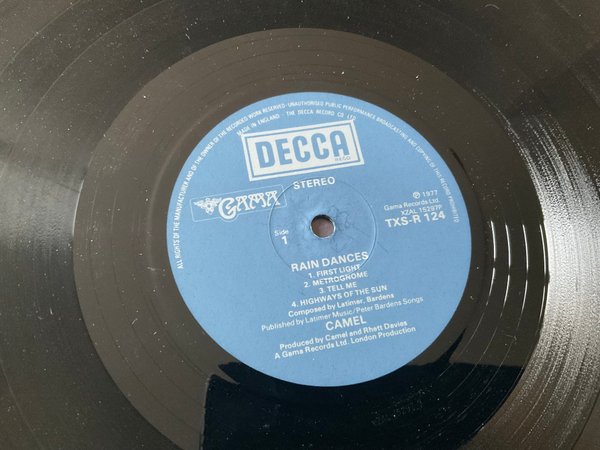 ALL RIGHTS OF THE MANUFACTURER AND OF THE OWNER OF THE RECORDED WORK RESERVED · UNAUTHORISED PUBLIC PERFORMANCE BROADCASTING AND COPYING OF THIS RECORD PROHIBITED
MADE IN ENGLAND · THE DECCA RECORD CO LTD
DECCA
REGD
GAMA
STEREO
Ⓟ 1977
Gama Records Ltd.
XZAL 15297P
TXS-R 124
Side
1
RAIN DANCES
1. FIRST LIGHT
2. METROGNOME
3. TELL ME
4. HIGHWAYS OF THE SUN
Composed by Latimer, Bardens
Published by Latimer Music/Peter Bardens Songs
CAMEL
Produced by Camel and Rhett Davies
A Gama Records Ltd. London Production